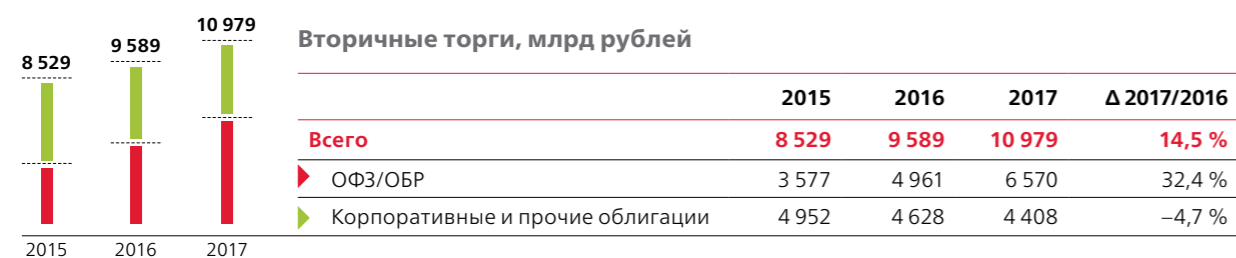 10 979
9 589
8 529
2015 2016 2017
Вторичные торги, млрд рублей
2015 2016 2017 Δ 2017/2016
Всего 8 529 9 589 10 979 14,5 %
ОФЗ/ОБР 3 577 4 961 6 570 32,4 %
Корпоративные и прочие облигации 4 952 4 628 4 408 –4,7 %